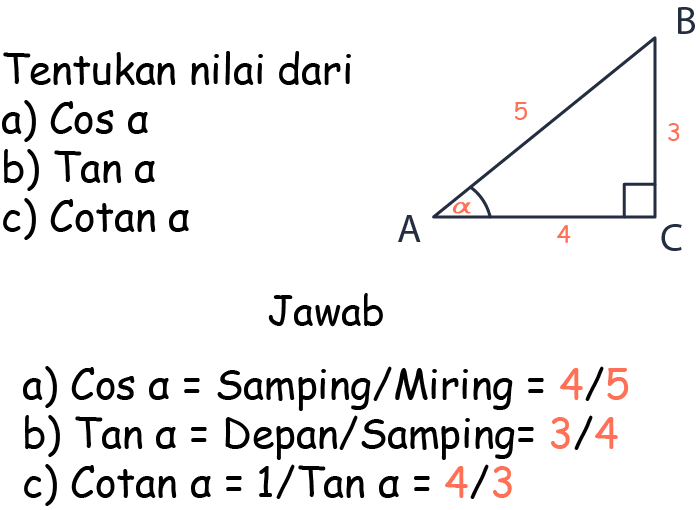 Tentukan nilai dari
a) Cos α
b) Tan α
c) Cotan α
B
5
3
α
A
4
C
Jawab
a) Cos α = Samping/Miring = 4/5
b) Tan α = Depan/Samping= 3/4
c) Cotan α = 1/Tan α = 4/3